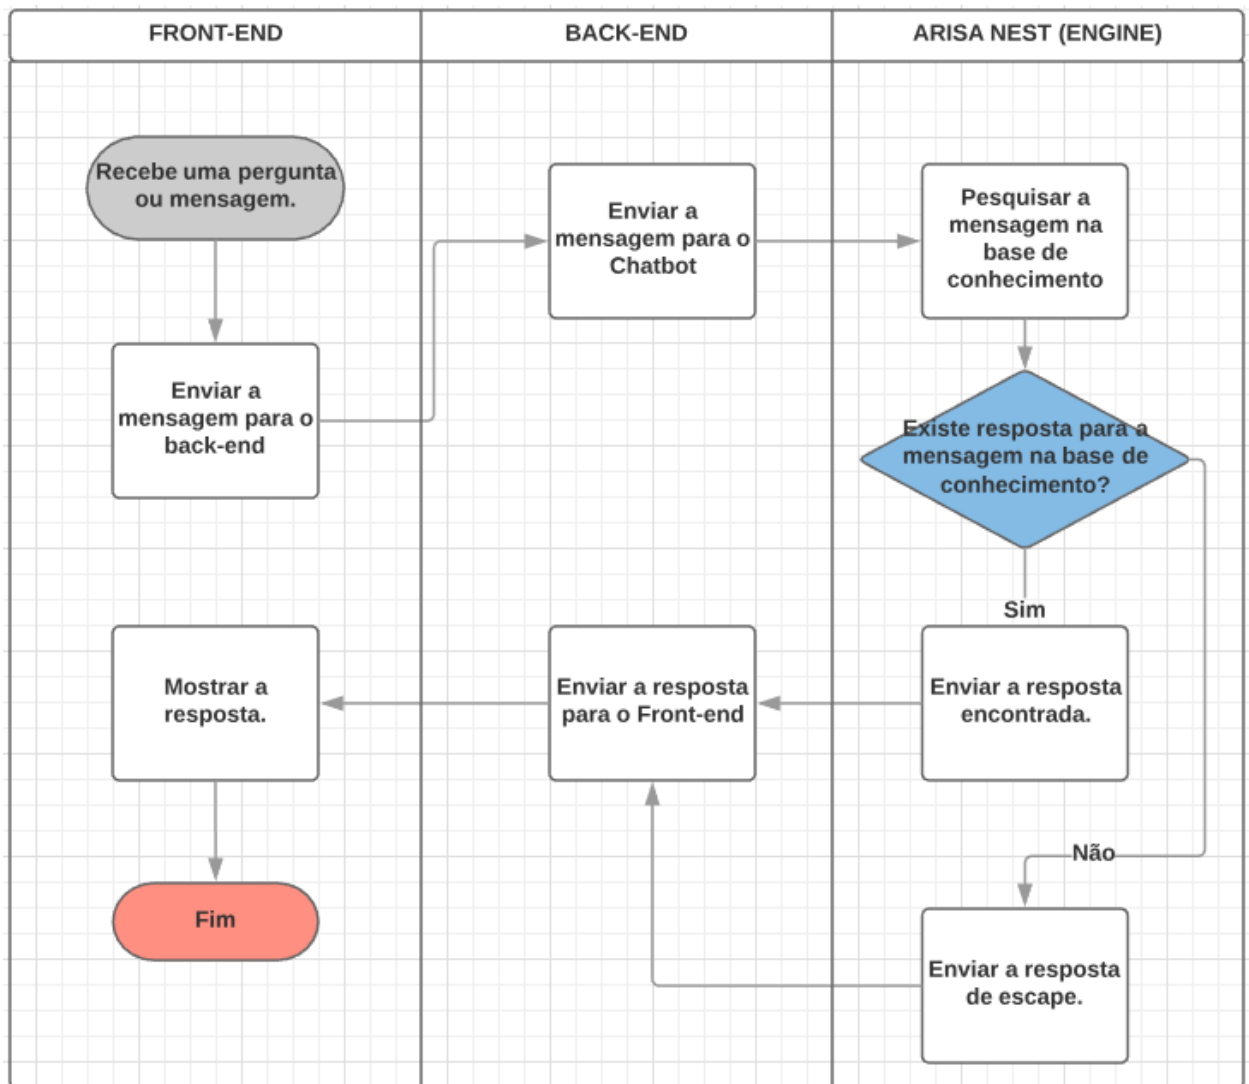 FRONT-END
BACK-END
ARISA NEST (ENGINE)
Recebe uma pergunta
ou mensagem.
Enviar a
mensagem para o
back-end
Enviar a
mensagem para o
Chatbot
Pesquisar a
mensagem na
base de
conhecimento
Existe resposta para a
mensagem na base de
conhecimento?
Sim
Enviar a resposta
encontrada.
Não
Enviar a resposta
de escape.
Enviar a resposta
para o Front-end
Mostrar a
resposta.
Fim